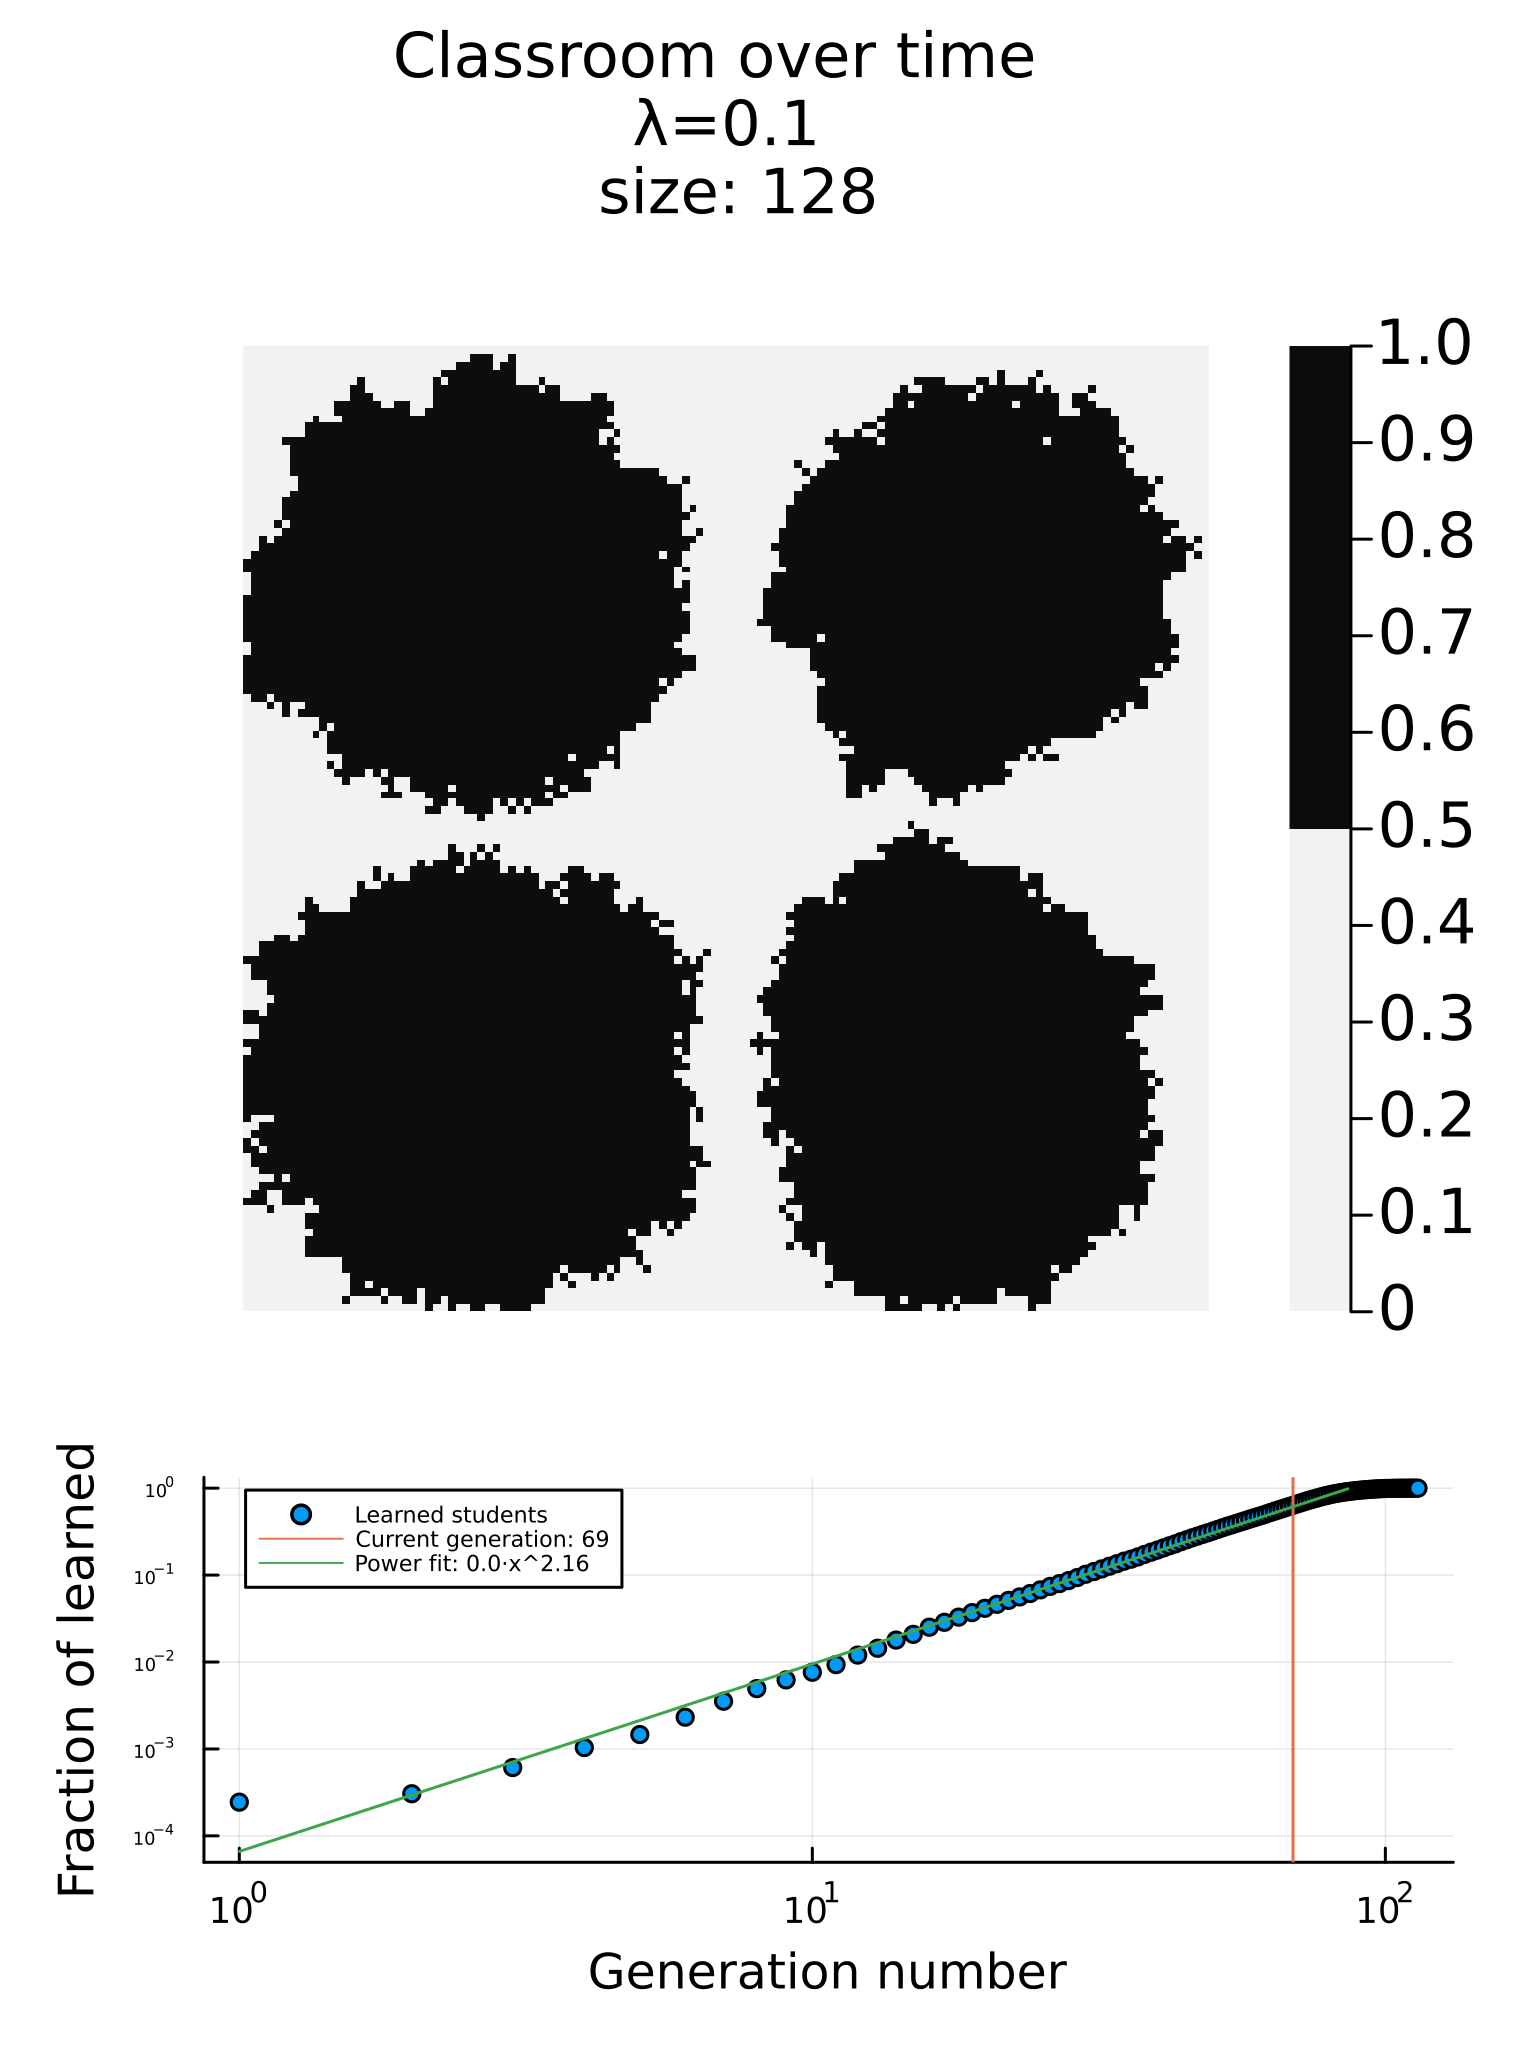 Classroom over time
λ=0.1
size: 128
1.0
0.9
0.8
0.7
0.6
0.5
0.4
0.3
0.2
0.1
0
Fraction of learned
10^0
10^-1
10^-2
10^-3
10^-4
Learned students
Current generation: 69
Power fit: 0.0·x^2.16
10^0 10^1 10^2
Generation number